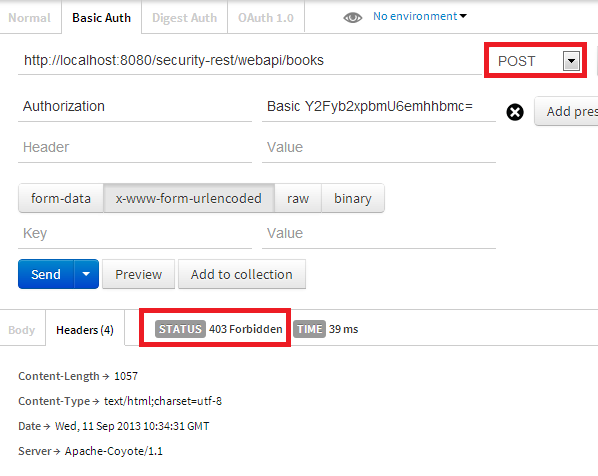 Normal Basic Auth Digest Auth OAuth 1.0 No environment
http://localhost:8080/security-rest/webapi/books POST
Authorization Basic Y2Fyb2xpbmU6emhhbmc= Add pres
Header Value
form-data x-www-form-urlencoded raw binary
Key Value
Send Preview Add to collection
Body Headers (4) STATUS 403 Forbidden TIME 39 ms
Content-Length → 1057
Content-Type → text/html;charset=utf-8
Date → Wed, 11 Sep 2013 10:34:31 GMT
Server → Apache-Coyote/1.1